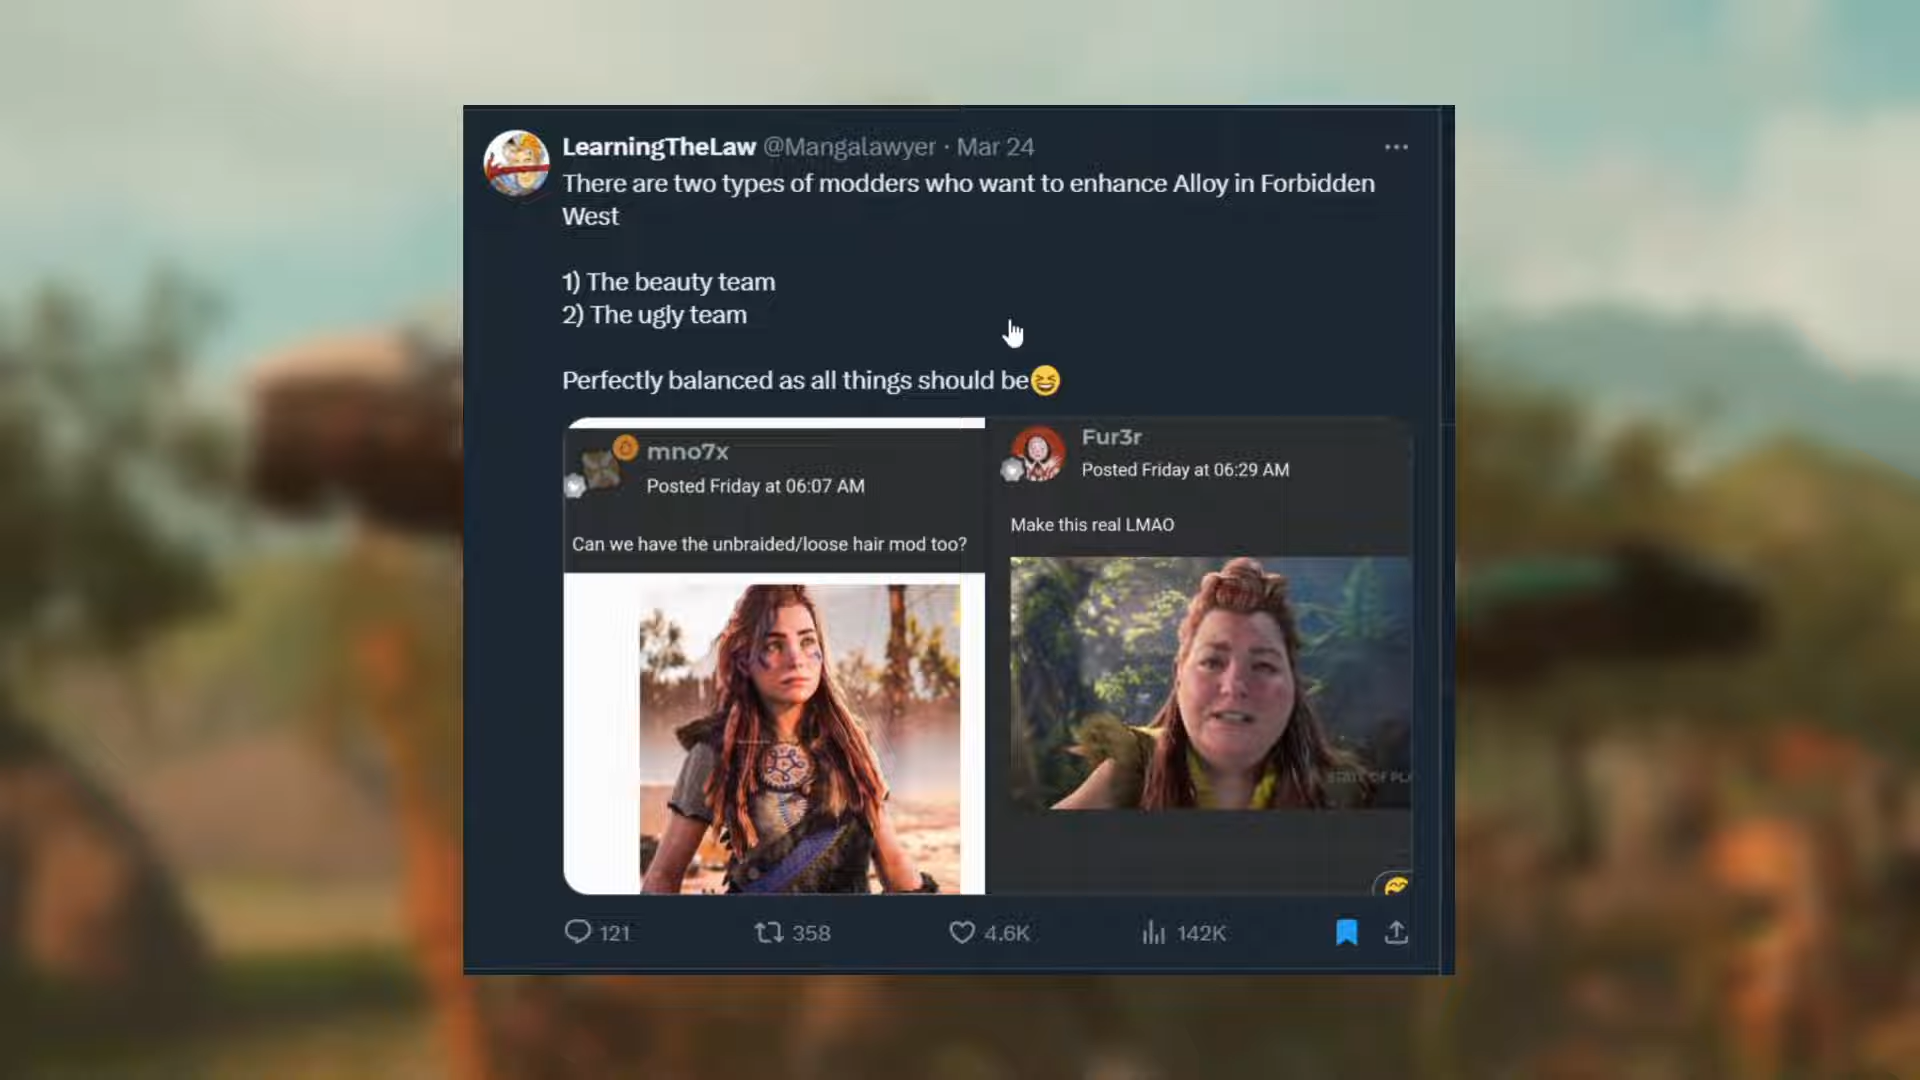 LearningTheLaw @Mangalawyer · Mar 24
There are two types of modders who want to enhance Alloy in Forbidden
West
1) The beauty team
2) The ugly team
Perfectly balanced as all things should be😆
mno7x
Posted Friday at 06:07 AM
Can we have the unbraided/loose hair mod too?
Fur3r
Posted Friday at 06:29 AM
Make this real LMAO
STATE OF PLA
121 358 4.6K 142K